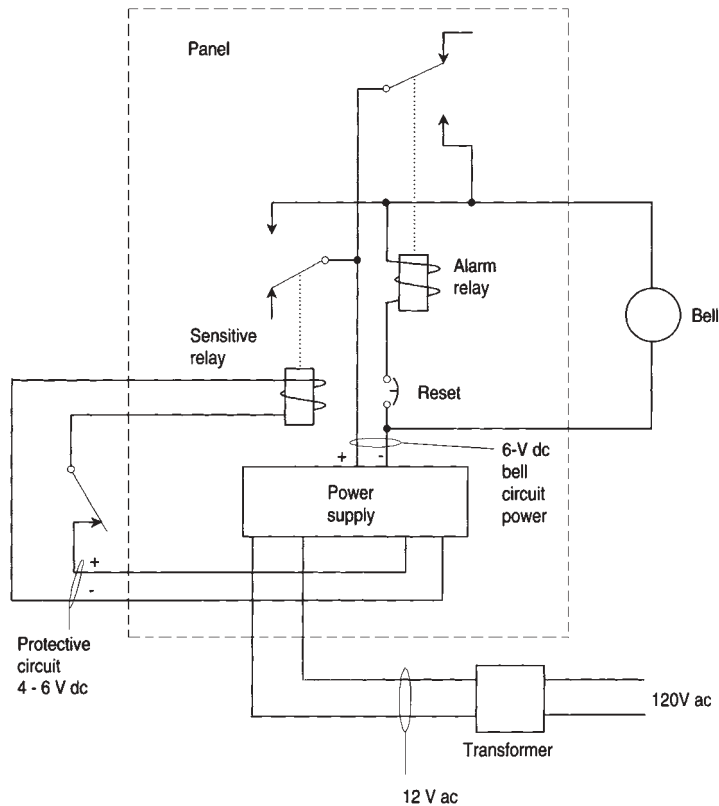 Panel
Alarm
relay
Bell
Sensitive
relay
Reset
+ -
6-V dc
bell
circuit
power
Power
supply
+
-
Protective
circuit
4 - 6 V dc
120V ac
Transformer
12 V ac